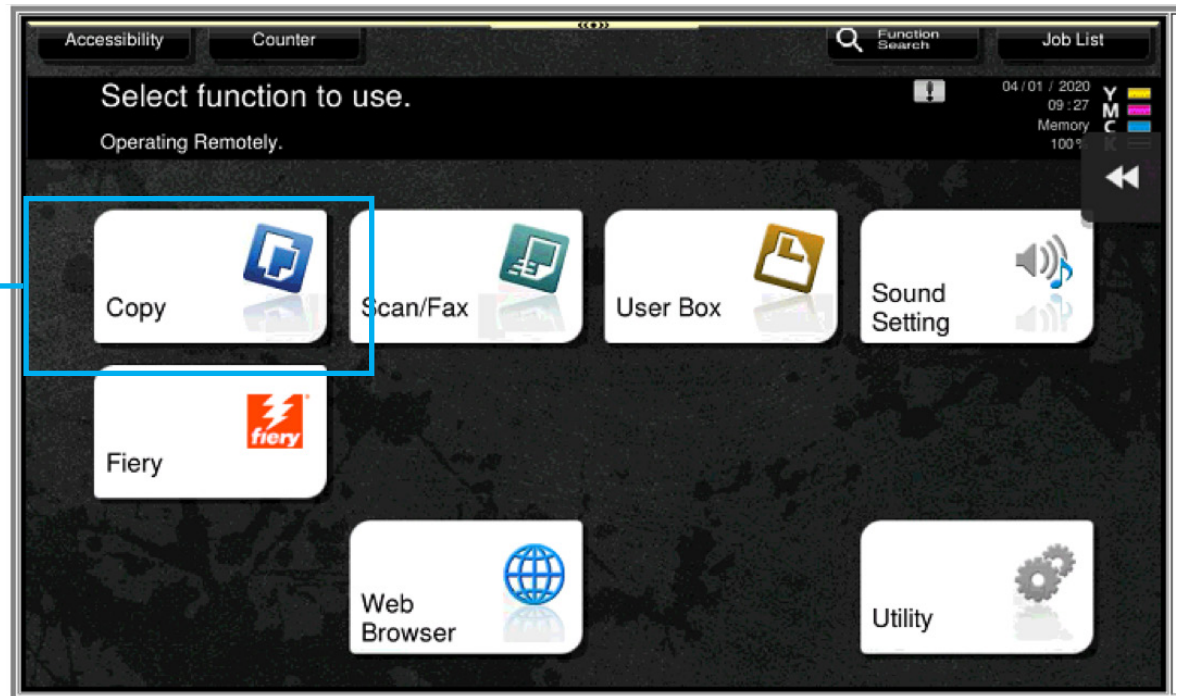 Accessibility
Counter
Function
Search
Job List
Select function to use.
Operating Remotely.
04/01 / 2020
09:27
Memory
100%
Y
M
C
K
Copy
Scan/Fax
User Box
Sound
Setting
Fiery
fiery
Web
Browser
Utility